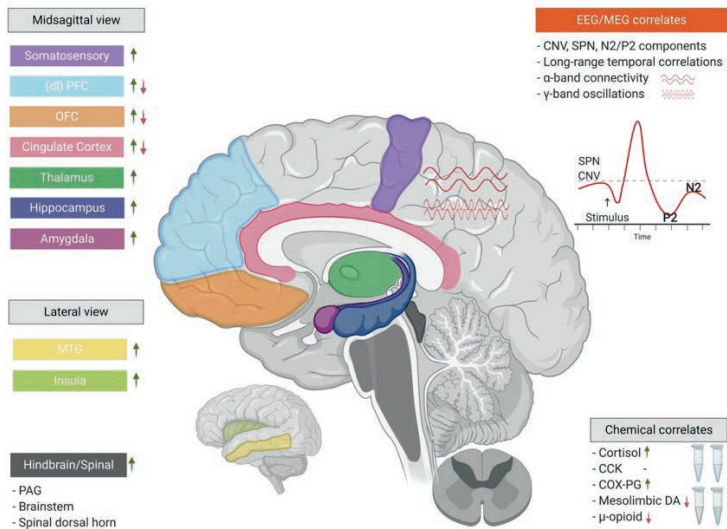 Midsagittal view
Somatosensory
(dl) PFC
OFC
Cingulate Cortex
Thalamus
Hippocampus
Amygdala
Lateral view
MTG
Insula
Hindbrain/Spinal
- PAG
- Brainstem
- Spinal dorsal horn
EEG/MEG correlates
- CNV, SPN, N2/P2 components
- Long-range temporal correlations
- α-band connectivity
- γ-band oscillations
SPN
CNV
Stimulus
P2
N2
Time
Chemical correlates
- Cortisol
- CCK -
- COX-PG
- Mesolimbic DA
- μ-opioid